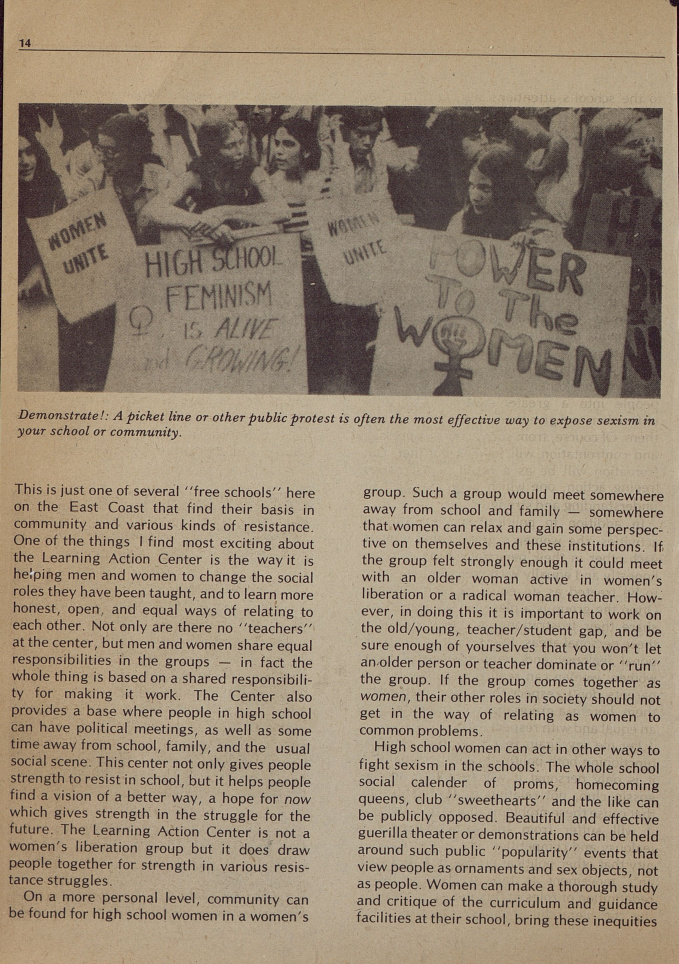 14
WOMEN
UNITE
HIGH SCHOOL
FEMINISM
IS ALIVE
and GROWING!
WOMEN
UNITE
POWER
To The
WOMEN
Demonstrate!: A picket line or other public protest is often the most effective way to expose sexism in
your school or community.
This is just one of several "free schools" here
on the East Coast that find their basis in
community and various kinds of resistance.
One of the things I find most exciting about
the Learning Action Center is the way it is
helping men and women to change the social
roles they have been taught, and to learn more
honest, open, and equal ways of relating to
each other. Not only are there no "teachers"
at the center, but men and women share equal
responsibilities in the groups — in fact the
whole thing is based on a shared responsibili-
ty for making it work. The Center also
provides a base where people in high school
can have political meetings, as well as some
time away from school, family, and the usual
social scene. This center not only gives people
strength to resist in school, but it helps people
find a vision of a better way, a hope for now
which gives strength in the struggle for the
future. The Learning Action Center is not a
women's liberation group but it does draw
people together for strength in various resis-
tance struggles.
On a more personal level, community can
be found for high school women in a women's
group. Such a group would meet somewhere
away from school and family — somewhere
that women can relax and gain some perspec-
tive on themselves and these institutions. If
the group felt strongly enough it could meet
with an older woman active in women's
liberation or a radical woman teacher. How-
ever, in doing this it is important to work on
the old/young, teacher/student gap, and be
sure enough of yourselves that you won't let
an older person or teacher dominate or "run"
the group. If the group comes together as
women, their other roles in society should not
get in the way of relating as women to
common problems.
High school women can act in other ways to
fight sexism in the schools. The whole school
social calender of proms, homecoming
queens, club "sweethearts" and the like can
be publicly opposed. Beautiful and effective
guerilla theater or demonstrations can be held
around such public "popularity" events that
view people as ornaments and sex objects, not
as people. Women can make a thorough study
and critique of the curriculum and guidance
facilities at their school, bring these inequities